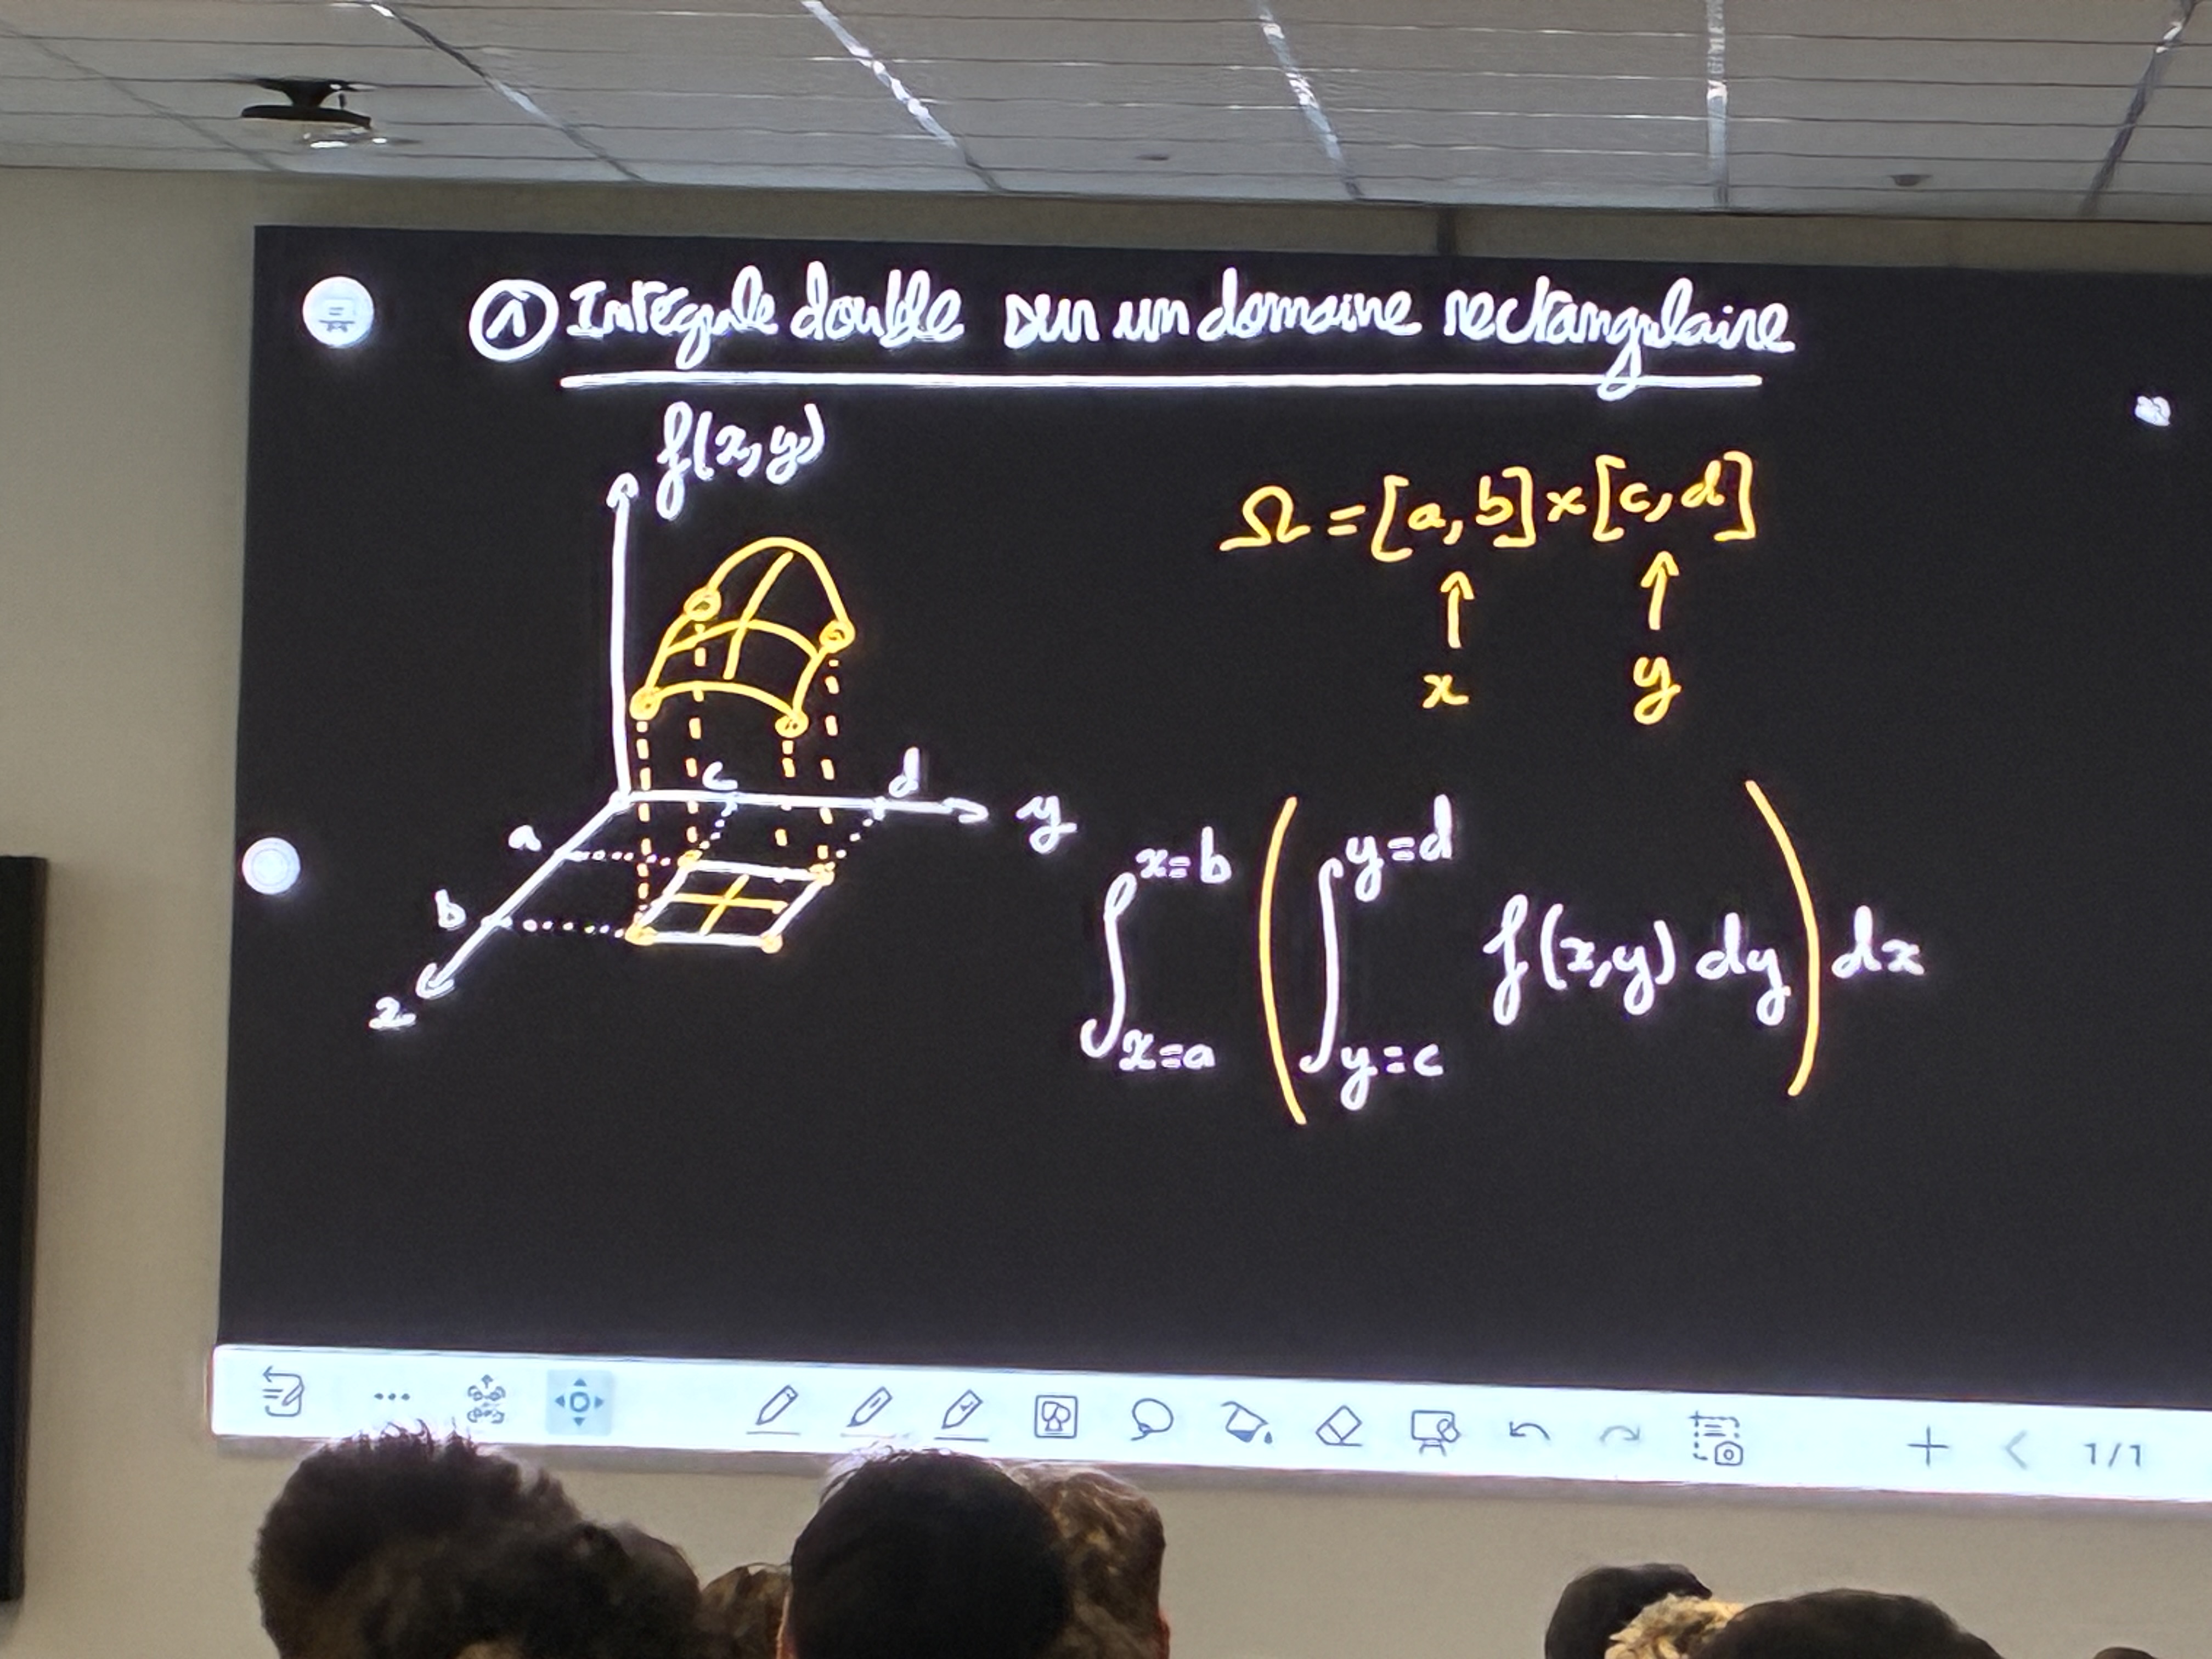 ① Intégrale double sur un domaine rectangulaire
f(x,y)
Ω = [a, b] × [c, d]
↑ ↑
x y
c d
y
a
b
x
∫_{x=a}^{x=b} ( ∫_{y=c}^{y=d} f(x,y) dy ) dx
1/1